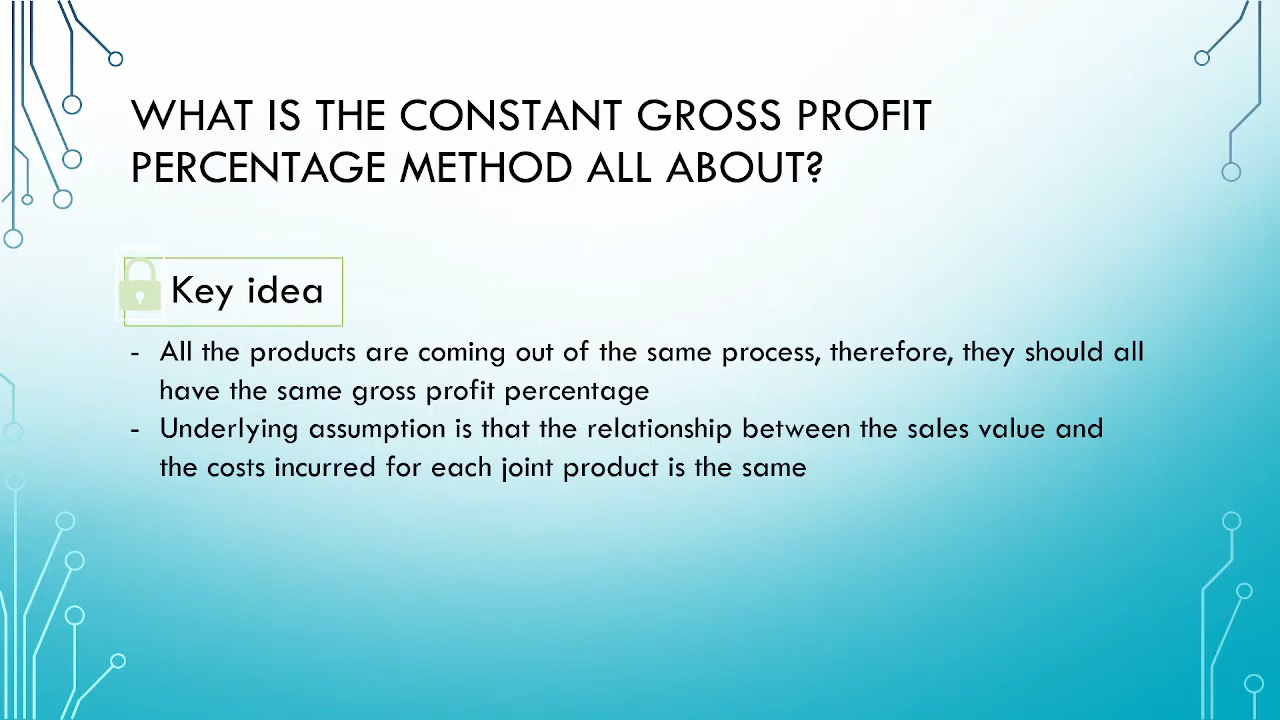 WHAT IS THE CONSTANT GROSS PROFIT
PERCENTAGE METHOD ALL ABOUT?
Key idea
- All the products are coming out of the same process, therefore, they should all
have the same gross profit percentage
- Underlying assumption is that the relationship between the sales value and
the costs incurred for each joint product is the same